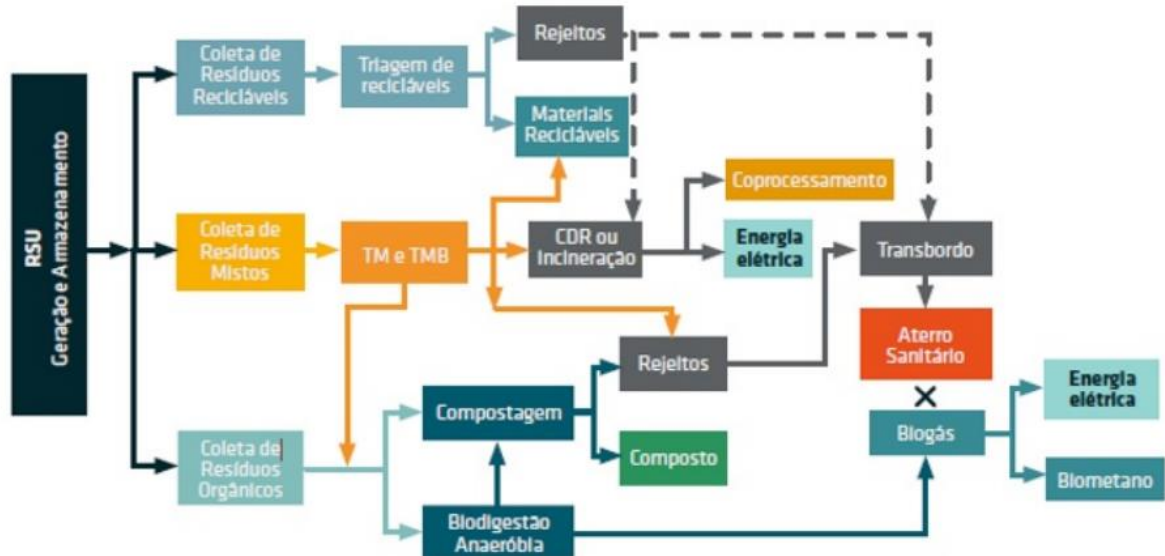 RSU
Geração e Armazenamento
Coleta de
Resíduos
Recicláveis
Triagem de
recicláveis
Rejeitos
Materiais
Recicláveis
Coleta de
Resíduos
Mistos
TM e TMB
CDR ou
Incineração
Coprocessamento
Energia
elétrica
Transbordo
Aterro
Sanitário
Rejeitos
Coleta de
Resíduos
Orgânicos
Compostagem
Composto
Biodigestão
Anaeróbia
Biogás
Energia
elétrica
Biometano